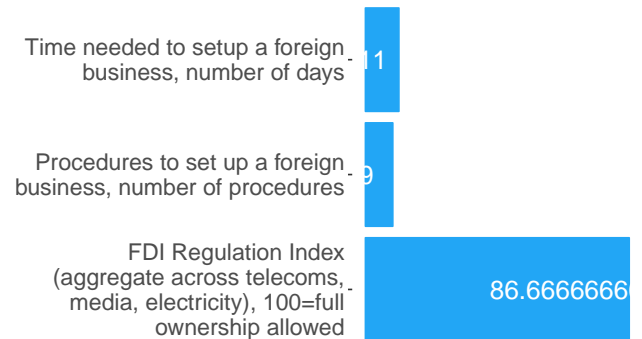 Time needed to setup a foreign
business, number of days
11
Procedures to set up a foreign
business, number of procedures
9
FDI Regulation Index
(aggregate across telecoms,
media, electricity), 100=full
ownership allowed
86.6666666